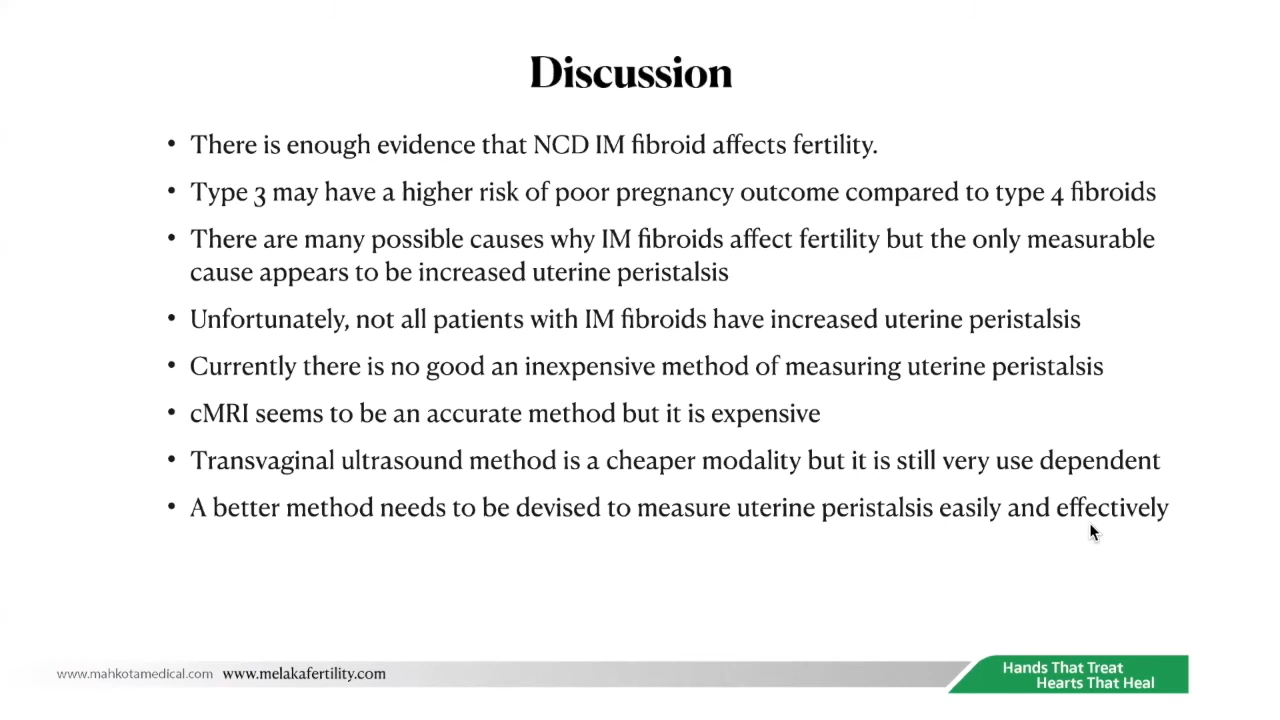 Discussion
• There is enough evidence that NCD IM fibroid affects fertility.
• Type 3 may have a higher risk of poor pregnancy outcome compared to type 4 fibroids
• There are many possible causes why IM fibroids affect fertility but the only measurable
cause appears to be increased uterine peristalsis
• Unfortunately, not all patients with IM fibroids have increased uterine peristalsis
• Currently there is no good an inexpensive method of measuring uterine peristalsis
• cMRI seems to be an accurate method but it is expensive
• Transvaginal ultrasound method is a cheaper modality but it is still very use dependent
• A better method needs to be devised to measure uterine peristalsis easily and effectively
www.mahkotamedical.com www.melakafertility.com
Hands That Treat
Hearts That Heal